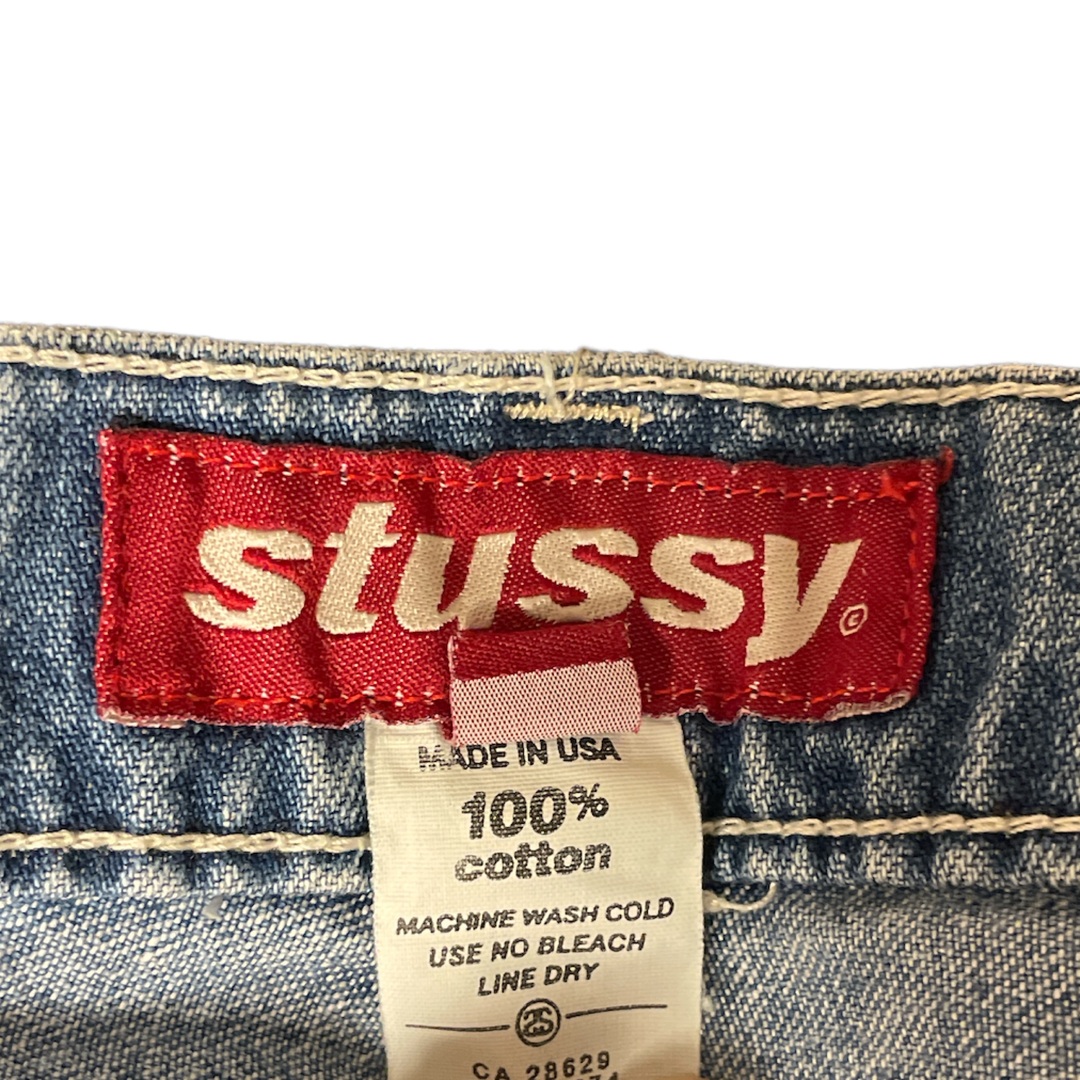 stussy
©
MADE IN USA
100%
cotton
MACHINE WASH COLD
USE NO BLEACH
LINE DRY
CA 28629